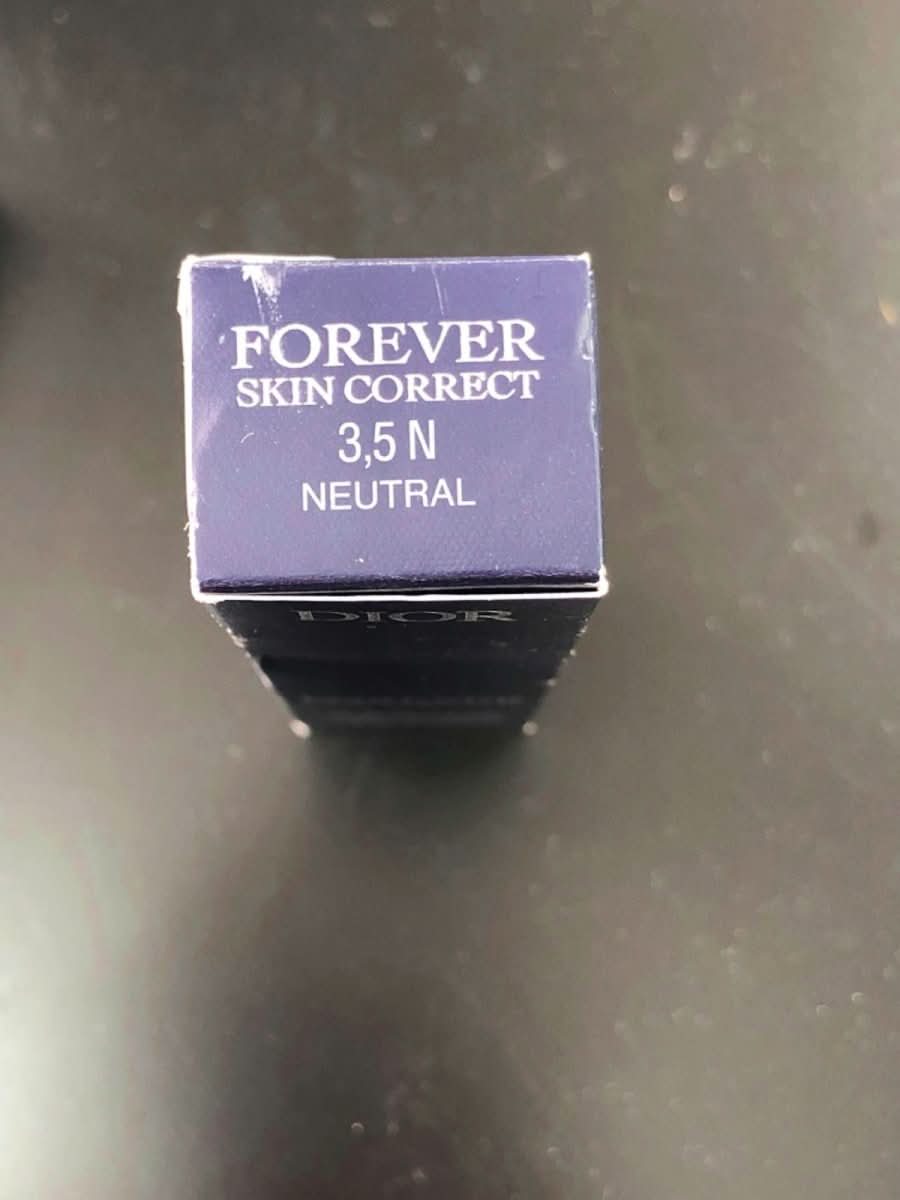 FOREVER
SKIN CORRECT
3,5 N
NEUTRAL
DIOR